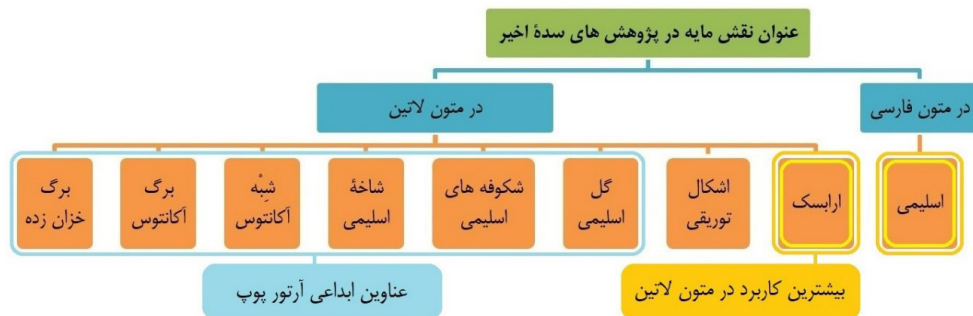 عنوان نقش مایه در پژوهش های سدهٔ اخیر
در متون فارسی
در متون لاتین
اسلیمی
ارابسک
اشکال
توریقی
گل
اسلیمی
شکوفه های
اسلیمی
شاخهٔ
اسلیمی
شِبْه
آکانتوس
برگ
آکانتوس
برگ
خزان زده
بیشترین کاربرد در متون لاتین
عناوین ابداعی آرتور پوپ